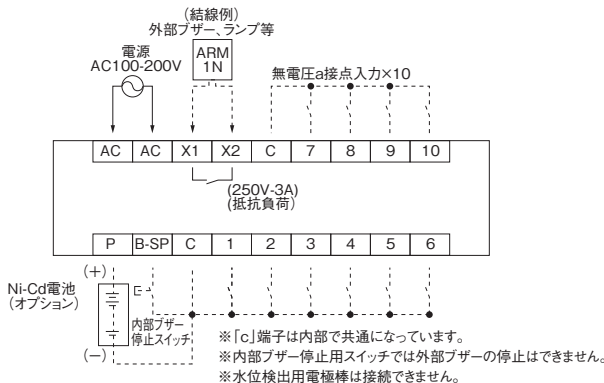 (結線例)
外部ブザー、ランプ等
電源
AC100-200V
ARM
1N
無電圧a接点入力×10
AC AC X1 X2 C 7 8 9 10
(250V-3A)
(抵抗負荷)
P B-SP C 1 2 3 4 5 6
(+)
Ni-Cd電池
(オプション)
内部ブザー
停止スイッチ
(−)
※「c」端子は内部で共通になっています。
※内部ブザー停止用スイッチでは外部ブザーの停止はできません。
※水位検出用電極棒は接続できません。